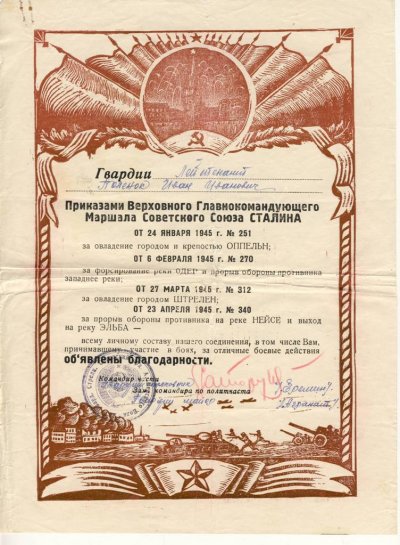 Гвардии Лейтенант
Иван Иванович
Приказами Верховного Главнокомандующего
Маршала Советского Союза СТАЛИНА
ОТ 24 ЯНВАРЯ 1945 г. № 251
за овладение городом и крепостью ОППЕЛЬН;
ОТ 6 ФЕВРАЛЯ 1945 г. № 270
за форсирование реки ОДЕР и прорыв обороны противника
западнее реки;
ОТ 27 МАРТА 1945 г. № 312
за овладение городом ШТРЕЛЕН;
ОТ 23 АПРЕЛЯ 1945 г. № 340
за прорыв обороны противника на реке НЕЙСЕ и выход
на реку ЭЛЬБА —
всему личному составу нашего соединения, в том числе Вам,
принимавшему участие в боях, за отличные боевые действия
объявлены благодарности.
Командир части
Зам. командира по политчасти
майор